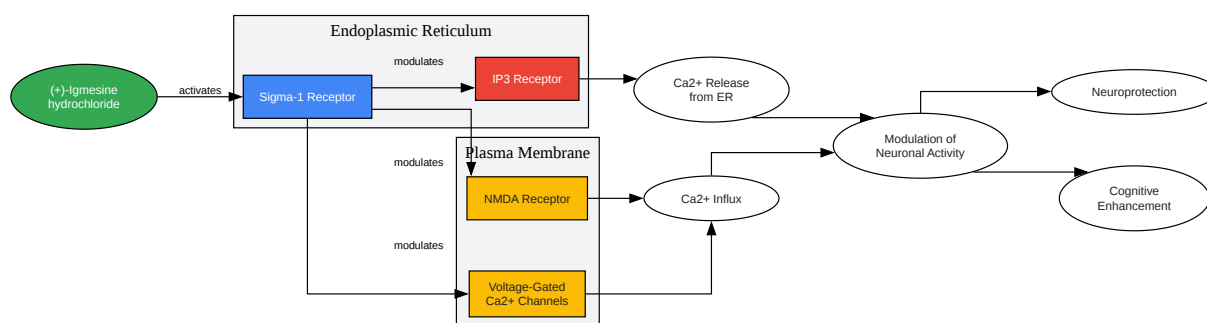 Endoplasmic Reticulum
(+)-Igmesine
hydrochloride
activates
Sigma-1 Receptor
modulates
IP3 Receptor
Ca2+ Release
from ER
Neuroprotection
Plasma Membrane
modulates
NMDA Receptor
Ca2+ Influx
Modulation of
Neuronal Activity
Cognitive
Enhancement
modulates
Voltage-Gated
Ca2+ Channels